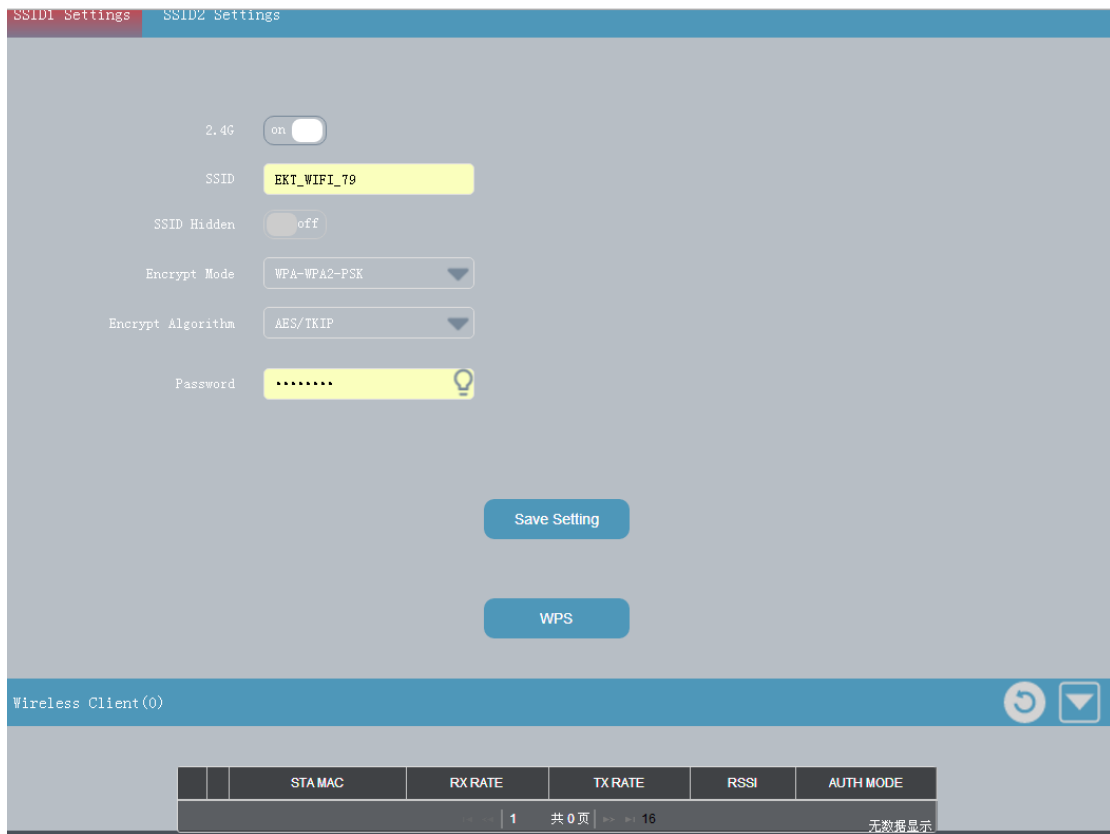 SSID1 Settings SSID2 Settings
2.4G on
SSID EKT_WIFI_79
SSID Hidden off
Encrypt Mode WPA-WPA2-PSK
Encrypt Algorithm AES/TKIP
Password ••••••••
Save Setting
WPS
Wireless Client(0)
STA MAC RX RATE TX RATE RSSI AUTH MODE
1 共 0 页 16
无数据显示